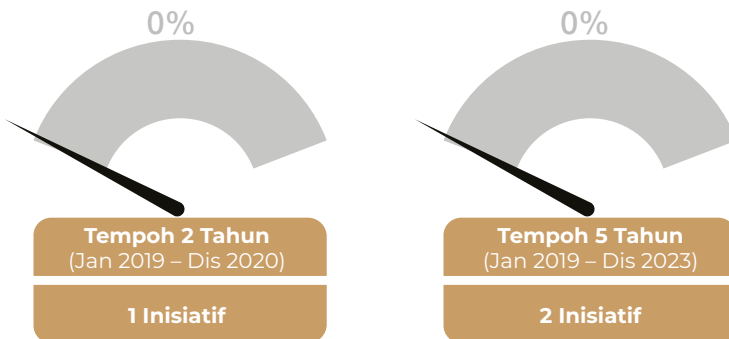 0%
Tempoh 2 Tahun
(Jan 2019 – Dis 2020)
1 Inisiatif
0%
Tempoh 5 Tahun
(Jan 2019 – Dis 2023)
2 Inisiatif